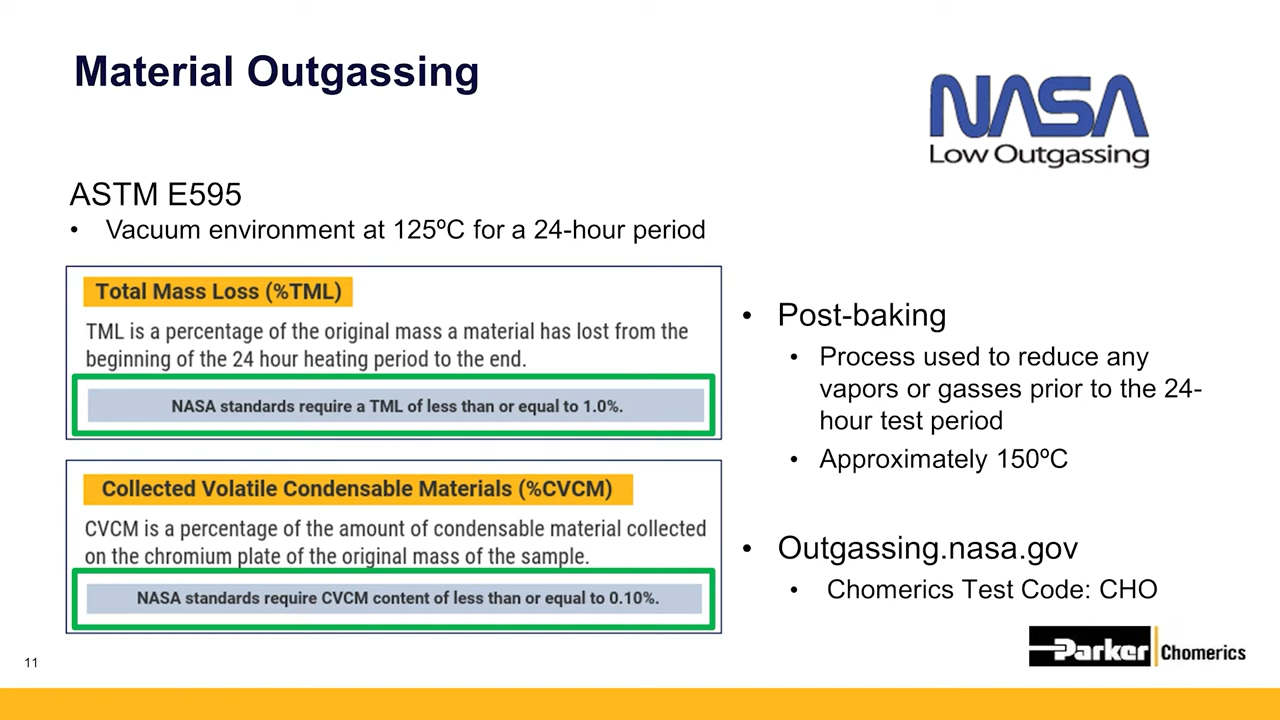 Material Outgassing
NASA
Low Outgassing
ASTM E595
• Vacuum environment at 125ºC for a 24-hour period
Total Mass Loss (%TML)
TML is a percentage of the original mass a material has lost from the
beginning of the 24 hour heating period to the end.
NASA standards require a TML of less than or equal to 1.0%.
Collected Volatile Condensable Materials (%CVCM)
CVCM is a percentage of the amount of condensable material collected
on the chromium plate of the original mass of the sample.
NASA standards require CVCM content of less than or equal to 0.10%.
• Post-baking
• Process used to reduce any
vapors or gasses prior to the 24-
hour test period
• Approximately 150ºC
• Outgassing.nasa.gov
• Chomerics Test Code: CHO
Parker Chomerics
11